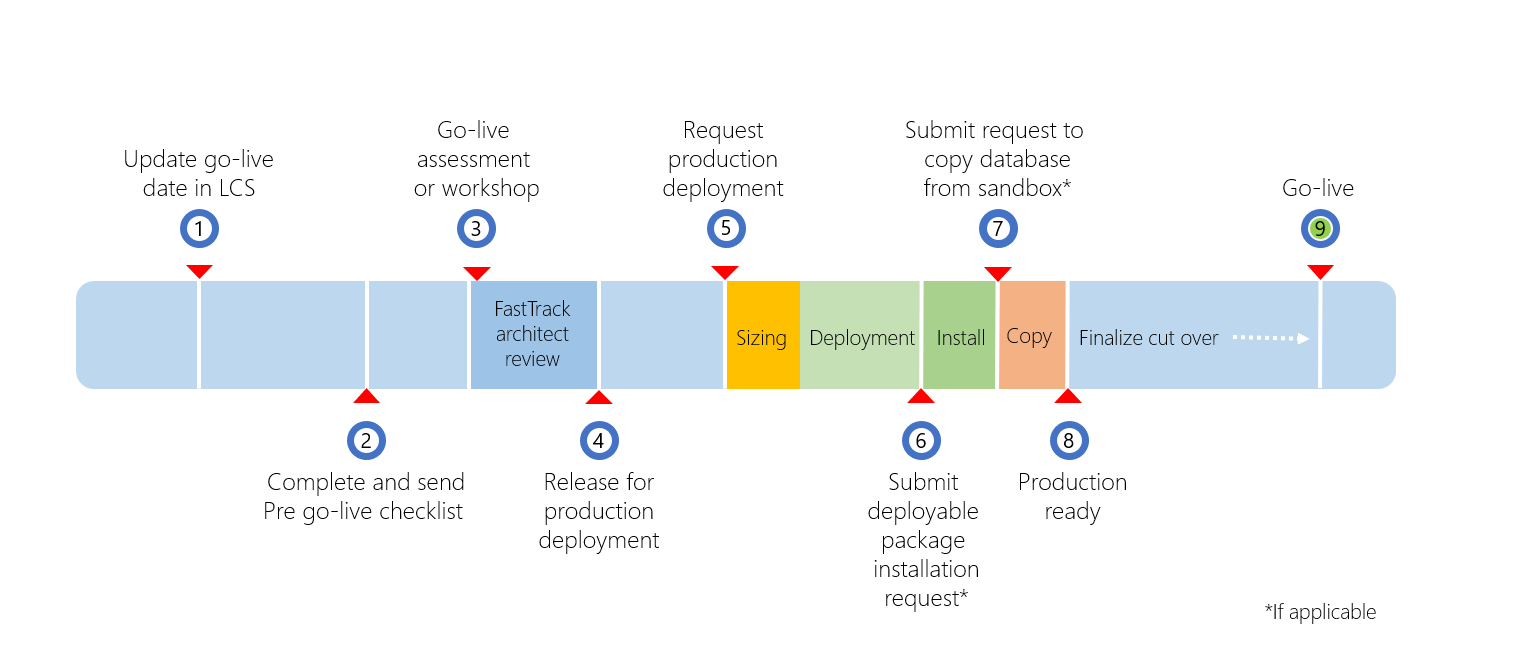 Update go-live
date in LCS
1
Go-live
assessment
or workshop
3
Request
production
deployment
5
Submit request to
copy database
from sandbox*
7
Go-live
9
FastTrack
architect
review
Sizing
Deployment
Install
Copy
Finalize cut over
2
Complete and send
Pre go-live checklist
4
Release for
production
deployment
6
Submit
deployable
package
installation
request*
8
Production
ready
*If applicable